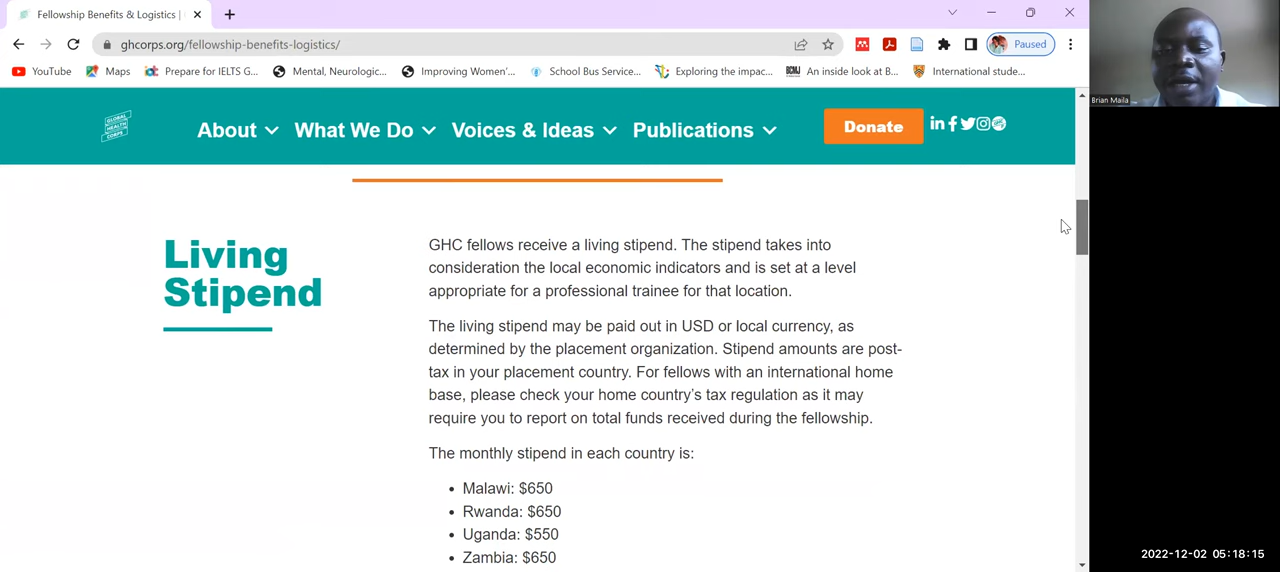 Fellowship Benefits & Logistics |
ghcorps.org/fellowship-benefits-logistics/
Paused
YouTube
Maps
Prepare for IELTS G...
Mental, Neurologic...
Improving Women'...
School Bus Service...
Exploring the impac...
An inside look at B...
International stude...
GLOBAL
HEALTH
CORPS
About
What We Do
Voices & Ideas
Publications
Donate
Brian Maila
Living
Stipend
GHC fellows receive a living stipend. The stipend takes into
consideration the local economic indicators and is set at a level
appropriate for a professional trainee for that location.
The living stipend may be paid out in USD or local currency, as
determined by the placement organization. Stipend amounts are post-
tax in your placement country. For fellows with an international home
base, please check your home country's tax regulation as it may
require you to report on total funds received during the fellowship.
The monthly stipend in each country is:
• Malawi: $650
• Rwanda: $650
• Uganda: $550
• Zambia: $650
2022-12-02 05:18:15